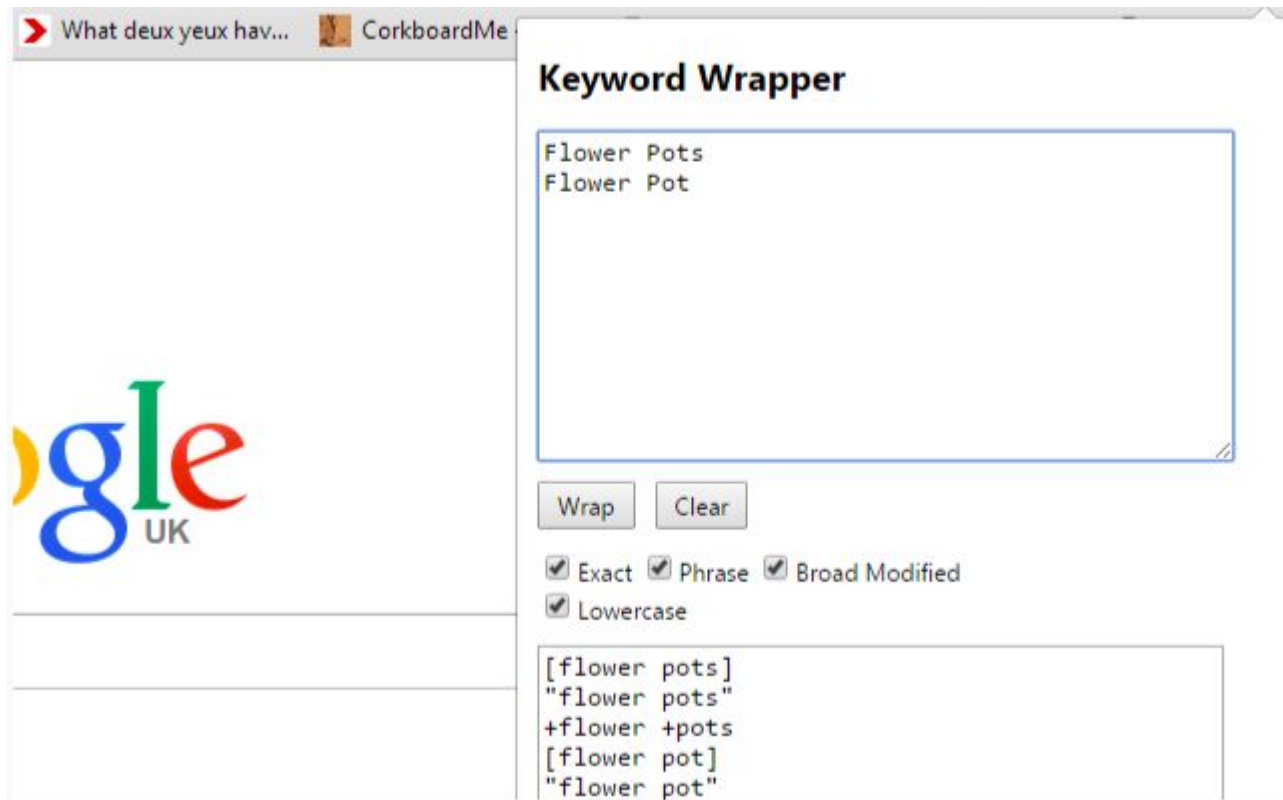 What deux yeux hav... CorkboardMe
Keyword Wrapper
Flower Pots
Flower Pot
ogle
UK
Wrap Clear
Exact Phrase Broad Modified
Lowercase
[flower pots]
"flower pots"
+flower +pots
[flower pot]
"flower pot"